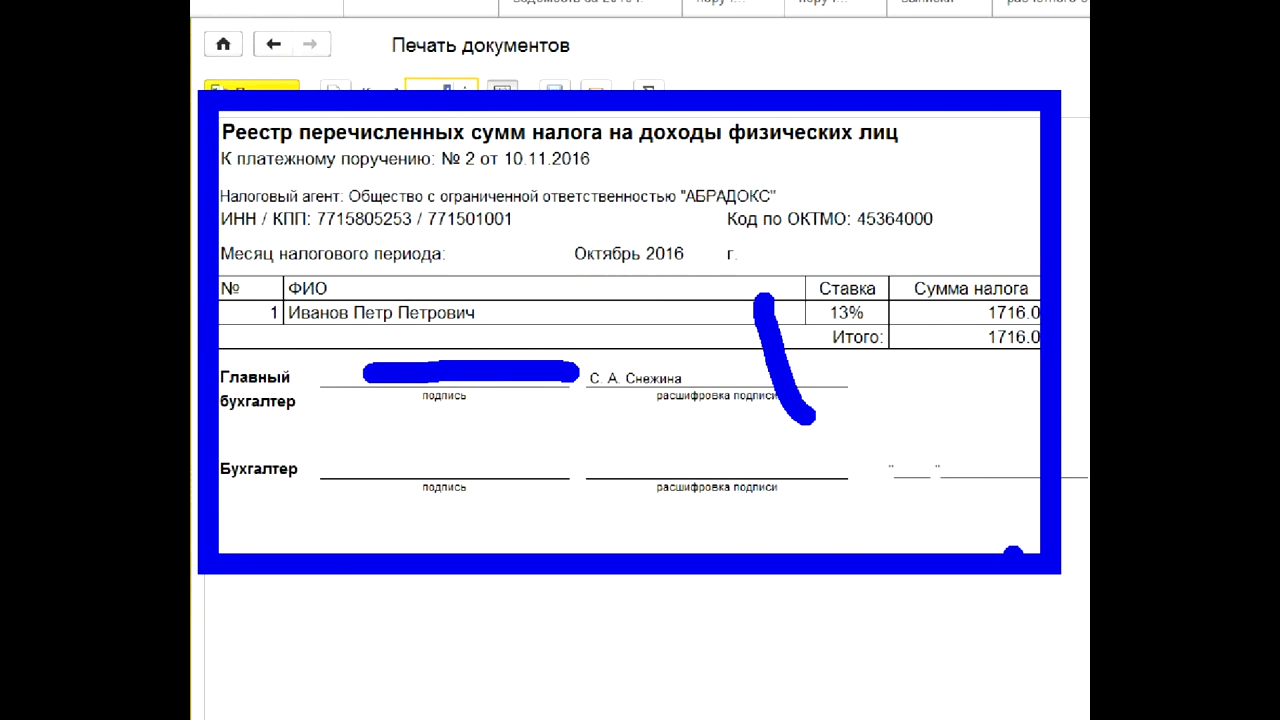 Печать документов
Реестр перечисленных сумм налога на доходы физических лиц
К платежному поручению: № 2 от 10.11.2016
Налоговый агент: Общество с ограниченной ответственностью "АБРАДОКС"
ИНН / КПП: 7715805253 / 771501001 Код по ОКТМО: 45364000
Месяц налогового периода: Октябрь 2016 г.
№ ФИО Ставка Сумма налога
1 Иванов Петр Петрович 13% 1716.0
Итого: 1716.0
Главный С. А. Снежина
подпись расшифровка подписи
бухгалтер
Бухгалтер " "
подпись расшифровка подписи